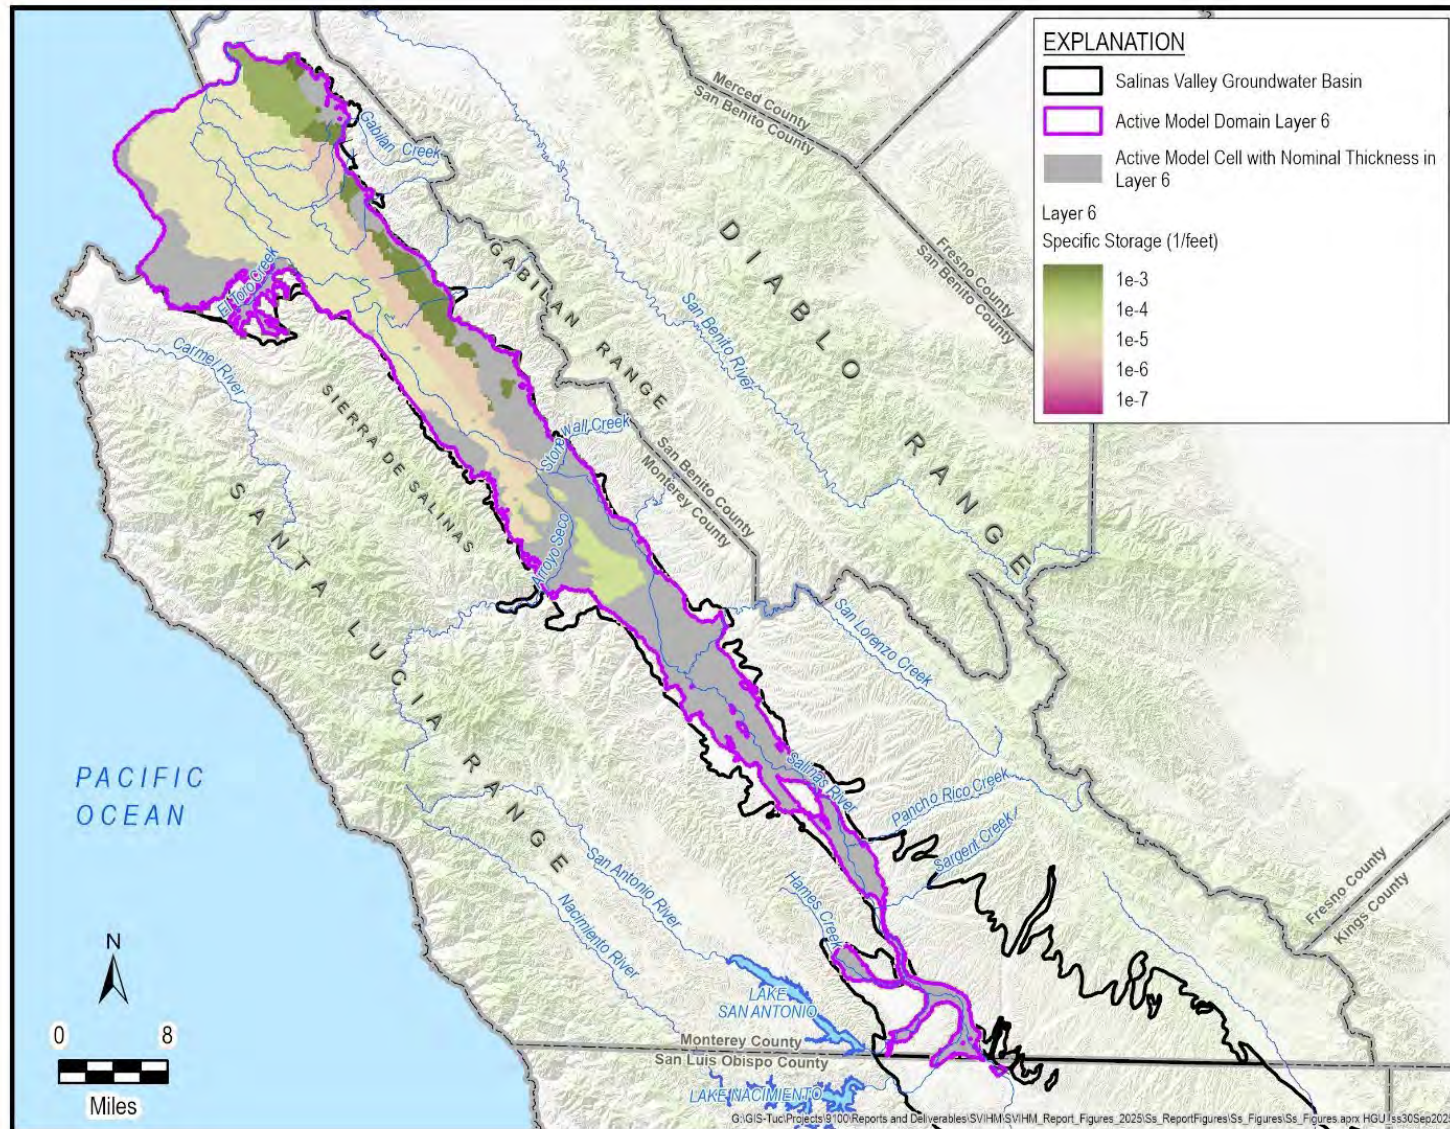 EXPLANATION
Salinas Valley Groundwater Basin
Active Model Domain Layer 6
Active Model Cell with Nominal Thickness in
Layer 6
Layer 6
Specific Storage (1/feet)
1e-3
1e-4
1e-5
1e-6
1e-7
Merced County
San Benito County
Gabilan Creek
DIABLO RANGE
Fresno County
San Benito County
GABILAN RANGE
San Benito River
El Toro Creek
Carmel River
SIERRA DE SALINAS
Stonewall Creek
San Benito County
Monterey County
SANTA LUCIA RANGE
Arroyo Seco
San Lorenzo Creek
PACIFIC
OCEAN
Salinas River
Pancho Rico Creek
Sargent Creek
San Antonio River
Nacimiento River
Hames Creek
Fresno County
Kings County
N
0 8
Miles
LAKE
SAN ANTONIO
Monterey County
San Luis Obispo County
LAKE NACIMIENTO